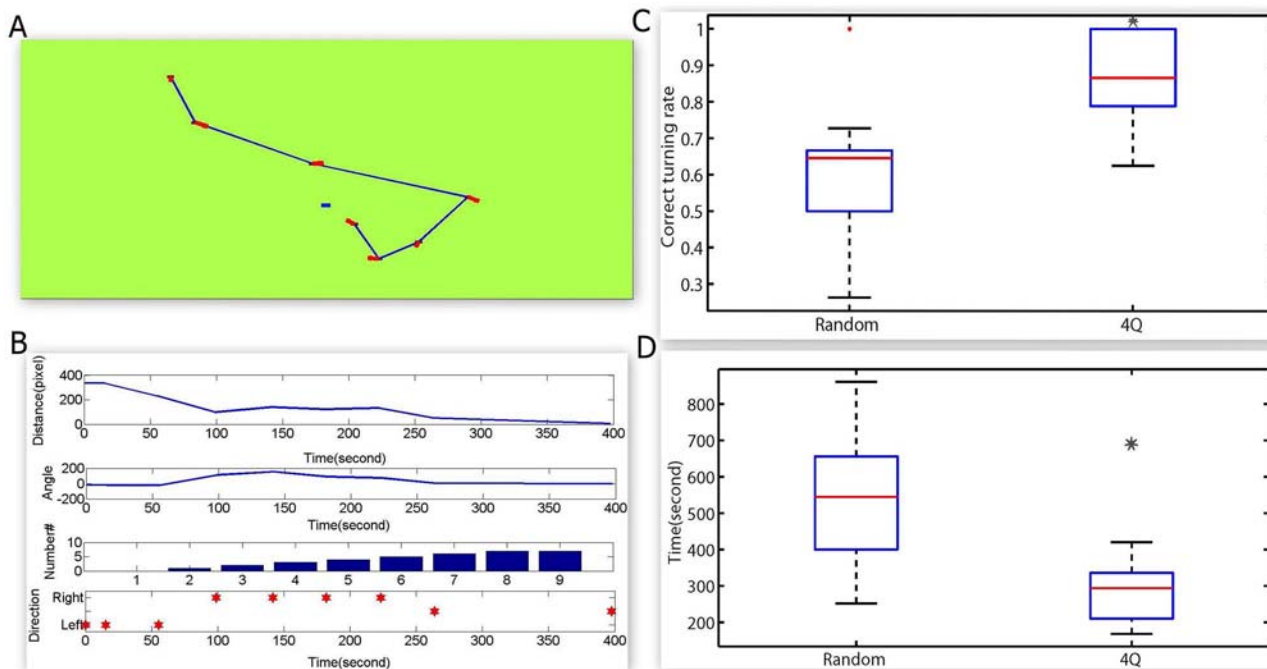 A
B
Distance(pixel)
400
200
0
0 50 100 150 200 250 300 350 400
Time(second)
Angle
200
0
-200
0 50 100 150 200 250 300 350 400
Time(second)
Number#
10
5
0
1 2 3 4 5 6 7 8 9
Direction
Right
Left
0 50 100 150 200 250 300 350 400
Time(second)
C
Correct turning rate
1
0.9
0.8
0.7
0.6
0.5
0.4
0.3
Random 4Q
D
Time(second)
800
700
600
500
400
300
200
Random 4Q